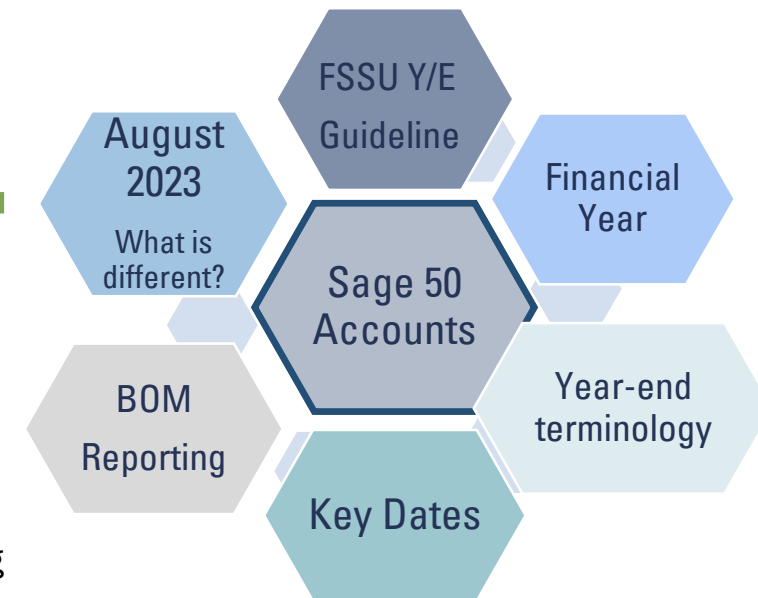 FSSU Y/E
Guideline
August
2023
What is
different?
Financial
Year
Sage 50
Accounts
Year-end
terminology
BOM
Reporting
Key Dates
g